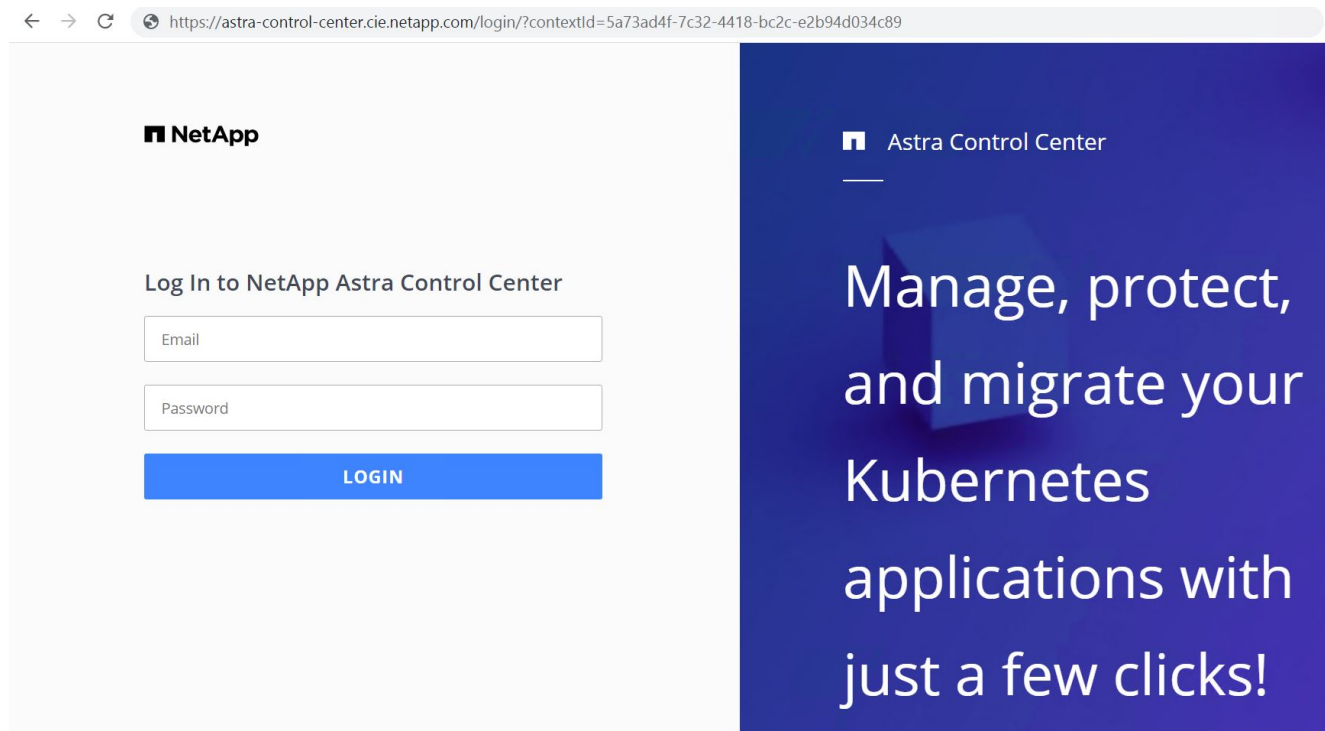 https://astra-control-center.cie.netapp.com/login/?contextId=5a73ad4f-7c32-4418-bc2c-e2b94d034c89
NetApp
Log In to NetApp Astra Control Center
Email
Password
LOGIN
Astra Control Center
Manage, protect,
and migrate your
Kubernetes
applications with
just a few clicks!